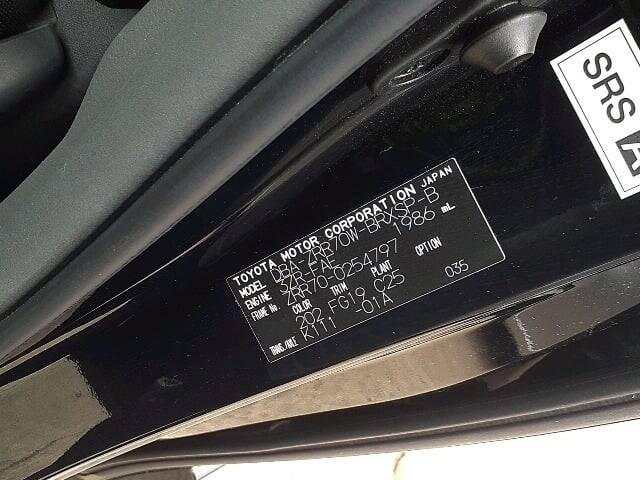 TOYOTA MOTOR CORPORATION JAPAN
MODEL DBA-ZRR70W-BRXSP-B
ENGINE 3ZR-FAE 1986 mL
FRAME No. ZRR70-0254797
COLOR TRIM PLANT OPTION
202 FG19 C25 035
TRANS/AXLE K111 -01A
SRS A